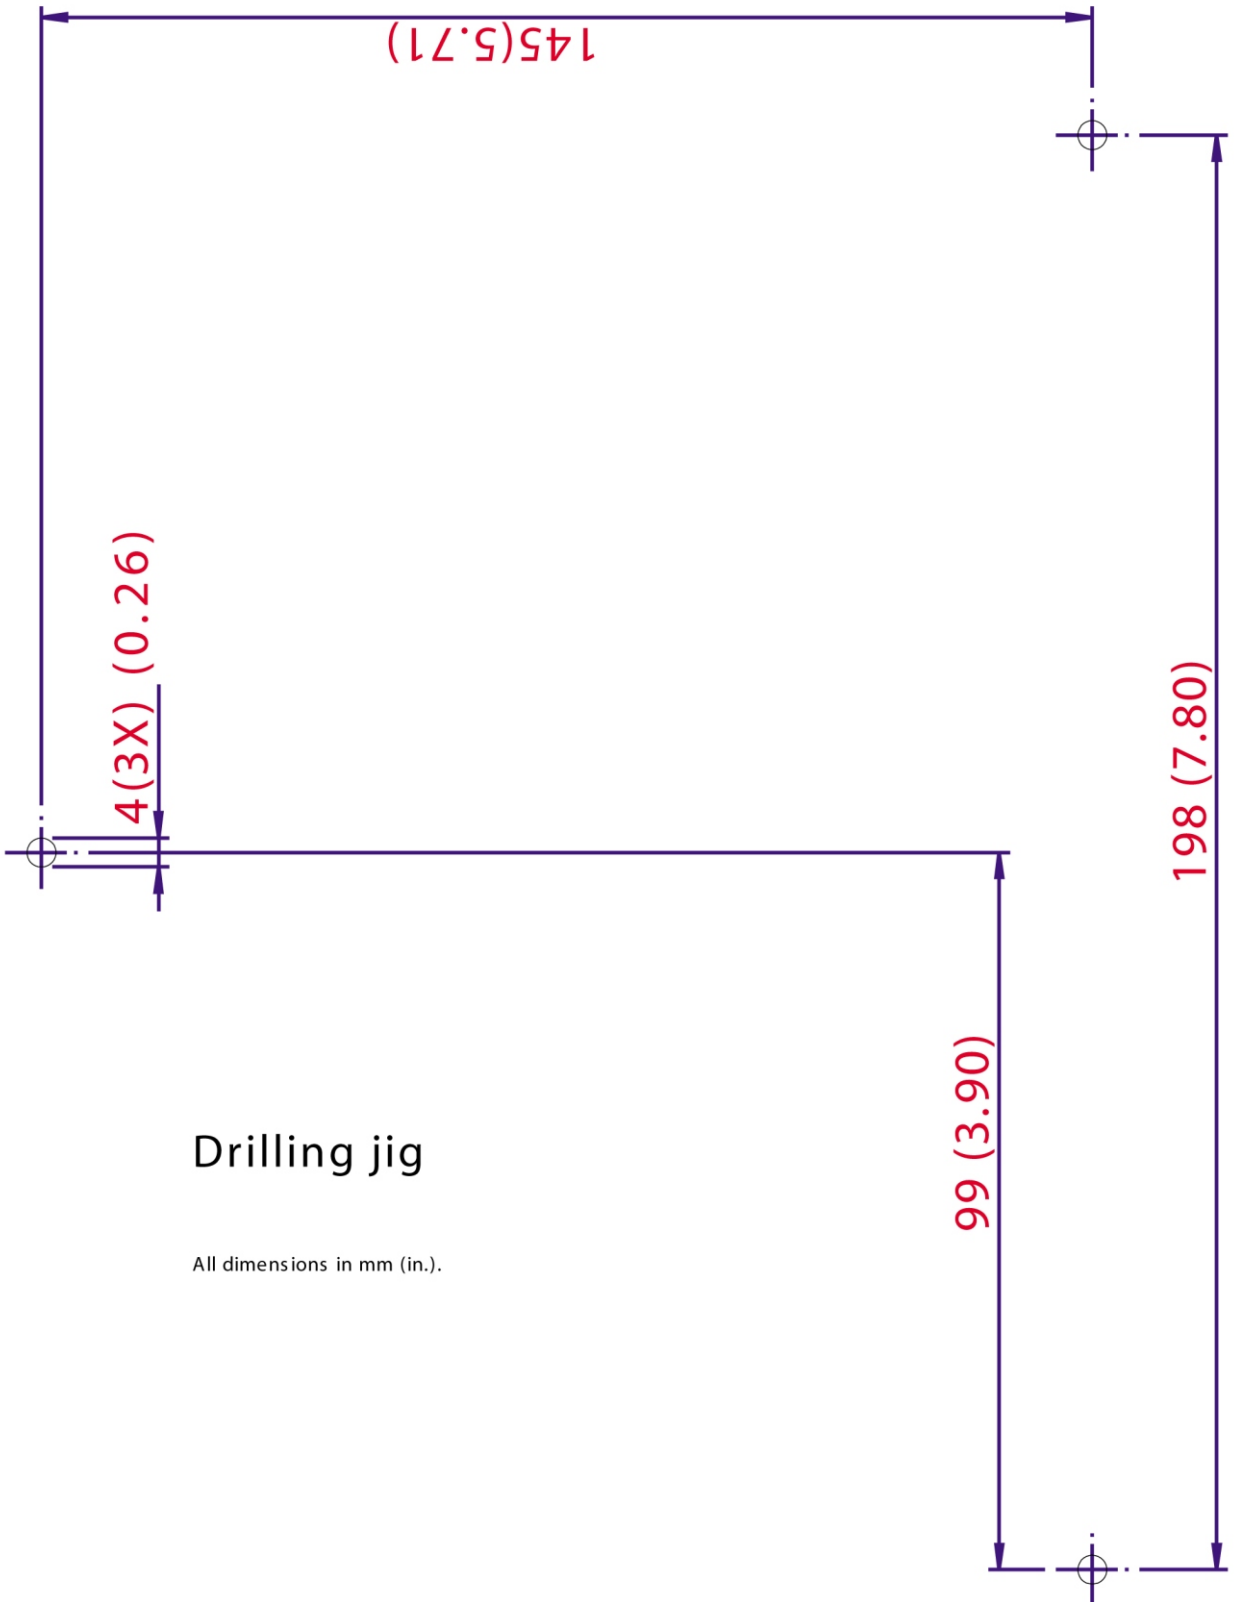 145(5.71)
4(3X) (0.26)
198 (7.80)
99 (3.90)
Drilling jig
All dimensions in mm (in.).